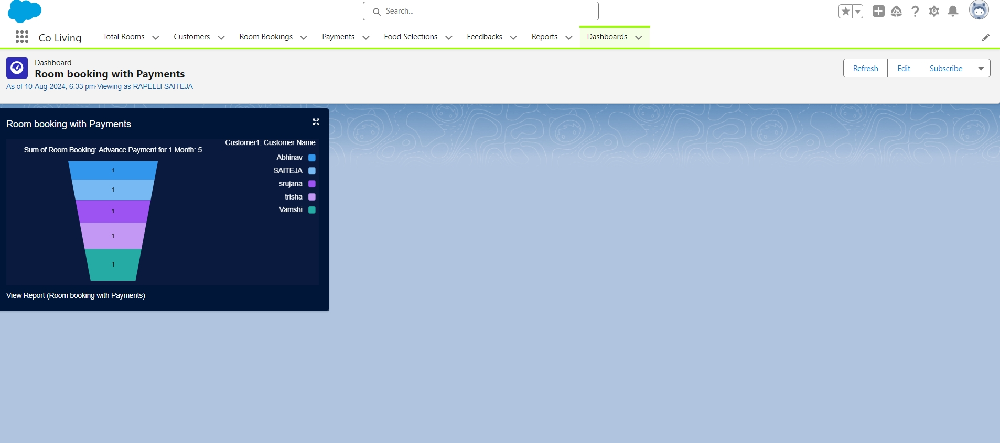 Search...
Co Living
Total Rooms
Customers
Room Bookings
Payments
Food Selections
Feedbacks
Reports
Dashboards
Dashboard
Room booking with Payments
As of 10-Aug-2024, 6:33 pm·Viewing as RAPELLI SAITEJA
Refresh
Edit
Subscribe
Room booking with Payments
Sum of Room Booking: Advance Payment for 1 Month: 5
1
1
1
1
1
Customer1: Customer Name
Abhinav
SAITEJA
srujana
trisha
Vamshi
View Report (Room booking with Payments)